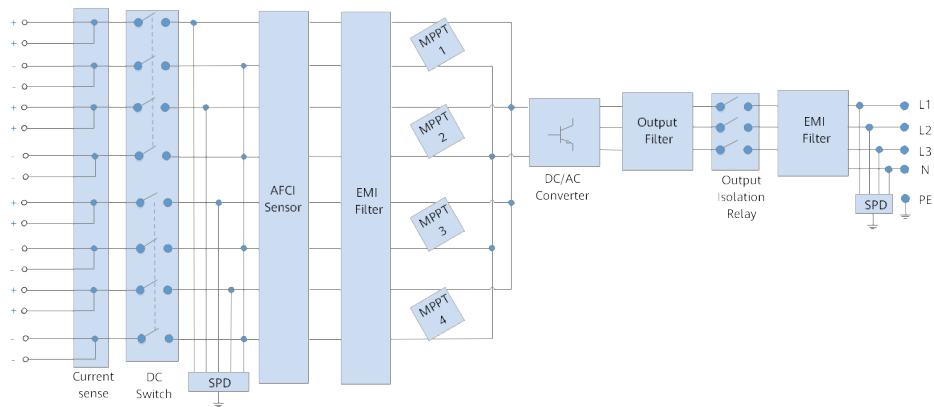 +
+
-
-
+
+
-
-
+
+
-
-
+
+
-
-
Current
sense
DC
Switch
SPD
AFCI
Sensor
EMI
Filter
MPPT
1
MPPT
2
MPPT
3
MPPT
4
DC/AC
Converter
Output
Filter
Output
Isolation
Relay
EMI
Filter
L1
L2
L3
N
PE
SPD